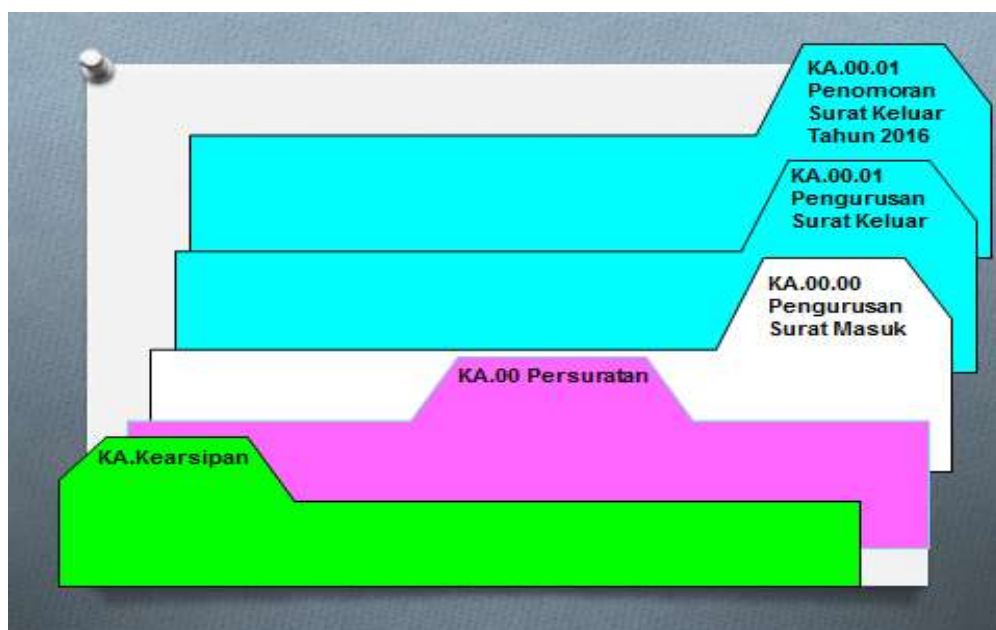 KA.00.01
Penomoran
Surat Keluar
Tahun 2016
KA.00.01
Pengurusan
Surat Keluar
KA.00.00
Pengurusan
Surat Masuk
KA.00 Persuratan
KA.Kearsipan